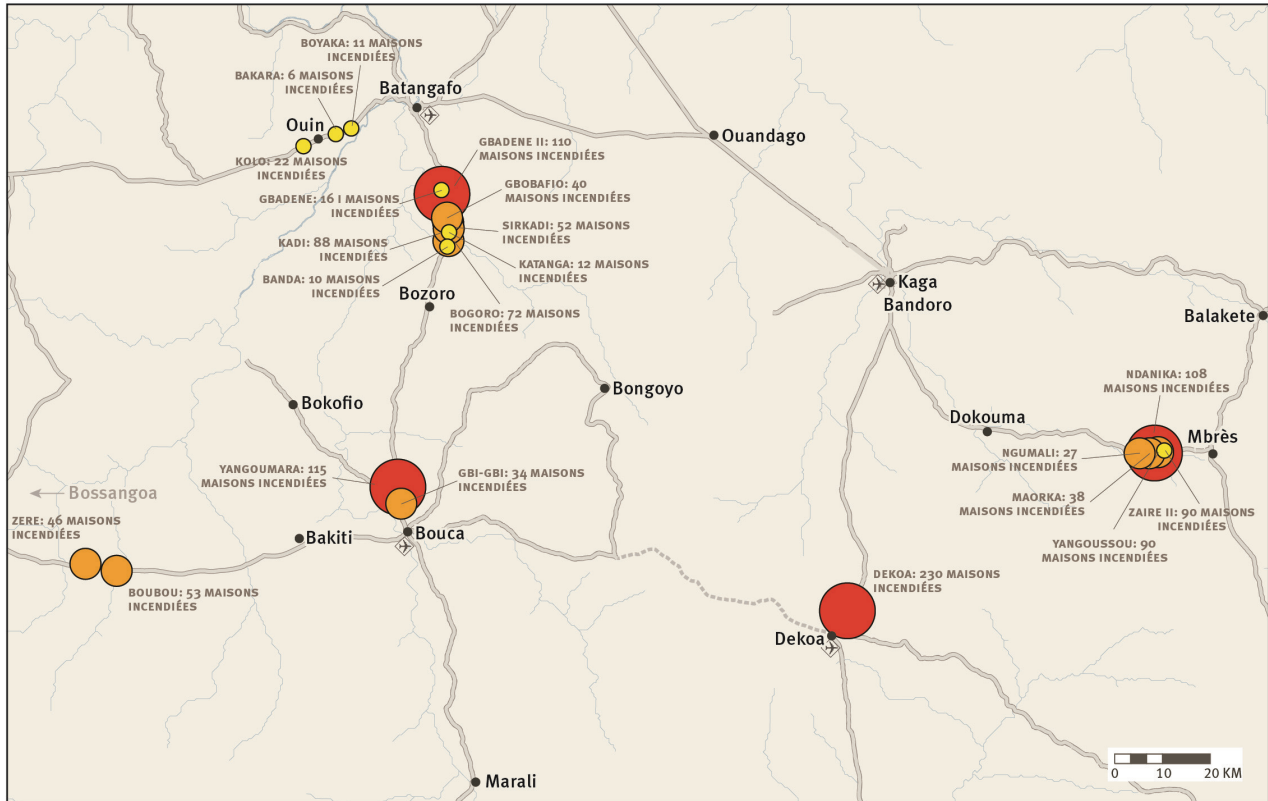 BOYAKA: 11 MAISONS
INCENDIÉES
BAKARA: 6 MAISONS
INCENDIÉES
Batangafo
Ouin
KOLO: 22 MAISONS
INCENDIÉES
Ouandago
GBADENE II: 110
MAISONS INCENDIÉES
GBADENE: 16 I MAISONS
INCENDIÉES
GBOBAFIO: 40
MAISONS INCENDIÉES
SIRKADI: 52 MAISONS
INCENDIÉES
KADI: 88 MAISONS
INCENDIÉES
KATANGA: 12 MAISONS
INCENDIÉES
BANDA: 10 MAISONS
INCENDIÉES
Bozoro
BOGORO: 72 MAISONS
INCENDIÉES
Kaga
Bandoro
Balakete
Bongoyo
Bokofio
NDANIKA: 108
MAISONS INCENDIÉES
Dokouma
Mbrès
NGUMALI: 27
MAISONS INCENDIÉES
MAORKA: 38
MAISONS INCENDIÉES
ZAIRE II: 90 MAISONS
INCENDIÉES
YANGOUSSOU: 90
MAISONS INCENDIÉES
YANGOUMARA: 115
MAISONS INCENDIÉES
GBI-GBI: 34 MAISONS
INCENDIÉES
Bossangoa
ZERE: 46 MAISONS
INCENDIÉES
Bakiti
Bouca
BOUBOU: 53 MAISONS
INCENDIÉES
DEKOA: 230 MAISONS
INCENDIÉES
Dekoa
Marali
0 10 20 KM